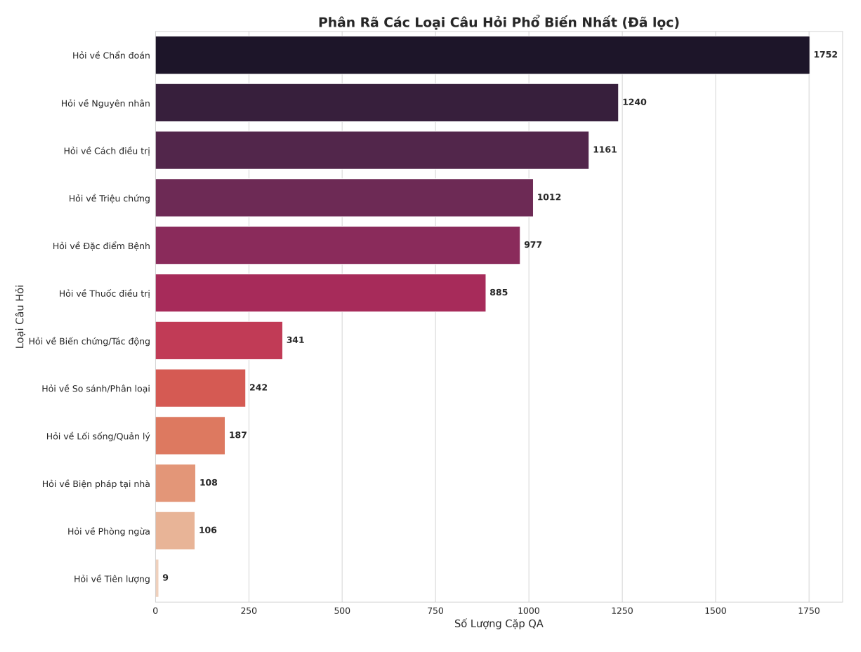 Phân Rã Các Loại Câu Hỏi Phổ Biến Nhất (Đã lọc)
Loại Câu Hỏi
Hỏi về Chẩn đoán 1752
Hỏi về Nguyên nhân 1240
Hỏi về Cách điều trị 1161
Hỏi về Triệu chứng 1012
Hỏi về Đặc điểm Bệnh 977
Hỏi về Thuốc điều trị 885
Hỏi về Biến chứng/Tác động 341
Hỏi về So sánh/Phân loại 242
Hỏi về Lối sống/Quản lý 187
Hỏi về Biện pháp tại nhà 108
Hỏi về Phòng ngừa 106
Hỏi về Tiên lượng 9
0 250 500 750 1000 1250 1500 1750
Số Lượng Cặp QA